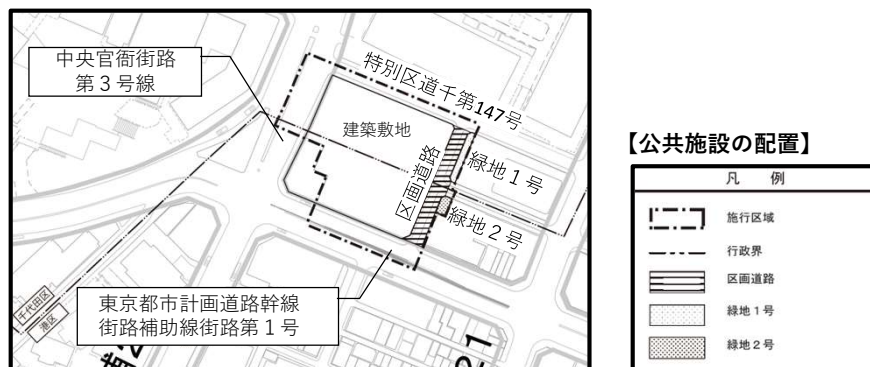 中央官衙街路
第3号線
特別区道千第147号
建築敷地
区画道路
緑地1号
緑地2号
千代田区
港区
東京都市計画道路幹線
街路補助線街路第1号
21
【公共施設の配置】
凡　例
施行区域
行政界
区画道路
緑地1号
緑地2号